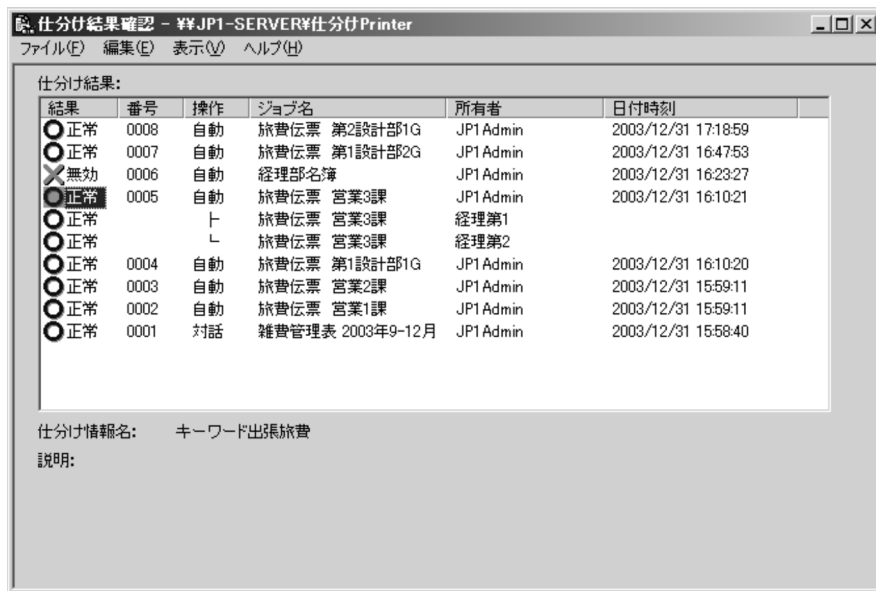 仕分け結果確認 - ¥¥JP1-SERVER¥仕分けPrinter
ファイル(F) 編集(E) 表示(V) ヘルプ(H)
仕分け結果:
結果 番号 操作 ジョブ名 所有者 日付時刻
正常 0008 自動 旅費伝票 第2設計部1G JP1Admin 2003/12/31 17:18:59
正常 0007 自動 旅費伝票 第1設計部2G JP1Admin 2003/12/31 16:47:53
無効 0006 自動 経理部名簿 JP1Admin 2003/12/31 16:23:27
正常 0005 自動 旅費伝票 営業3課 JP1Admin 2003/12/31 16:10:21
正常 ├ 旅費伝票 営業3課 経理第1
正常 └ 旅費伝票 営業3課 経理第2
正常 0004 自動 旅費伝票 第1設計部1G JP1Admin 2003/12/31 16:10:20
正常 0003 自動 旅費伝票 営業2課 JP1Admin 2003/12/31 15:59:11
正常 0002 自動 旅費伝票 営業1課 JP1Admin 2003/12/31 15:59:11
正常 0001 対話 雑費管理表 2003年9-12月 JP1Admin 2003/12/31 15:58:40
仕分け情報名: キーワード出張旅費
説明: